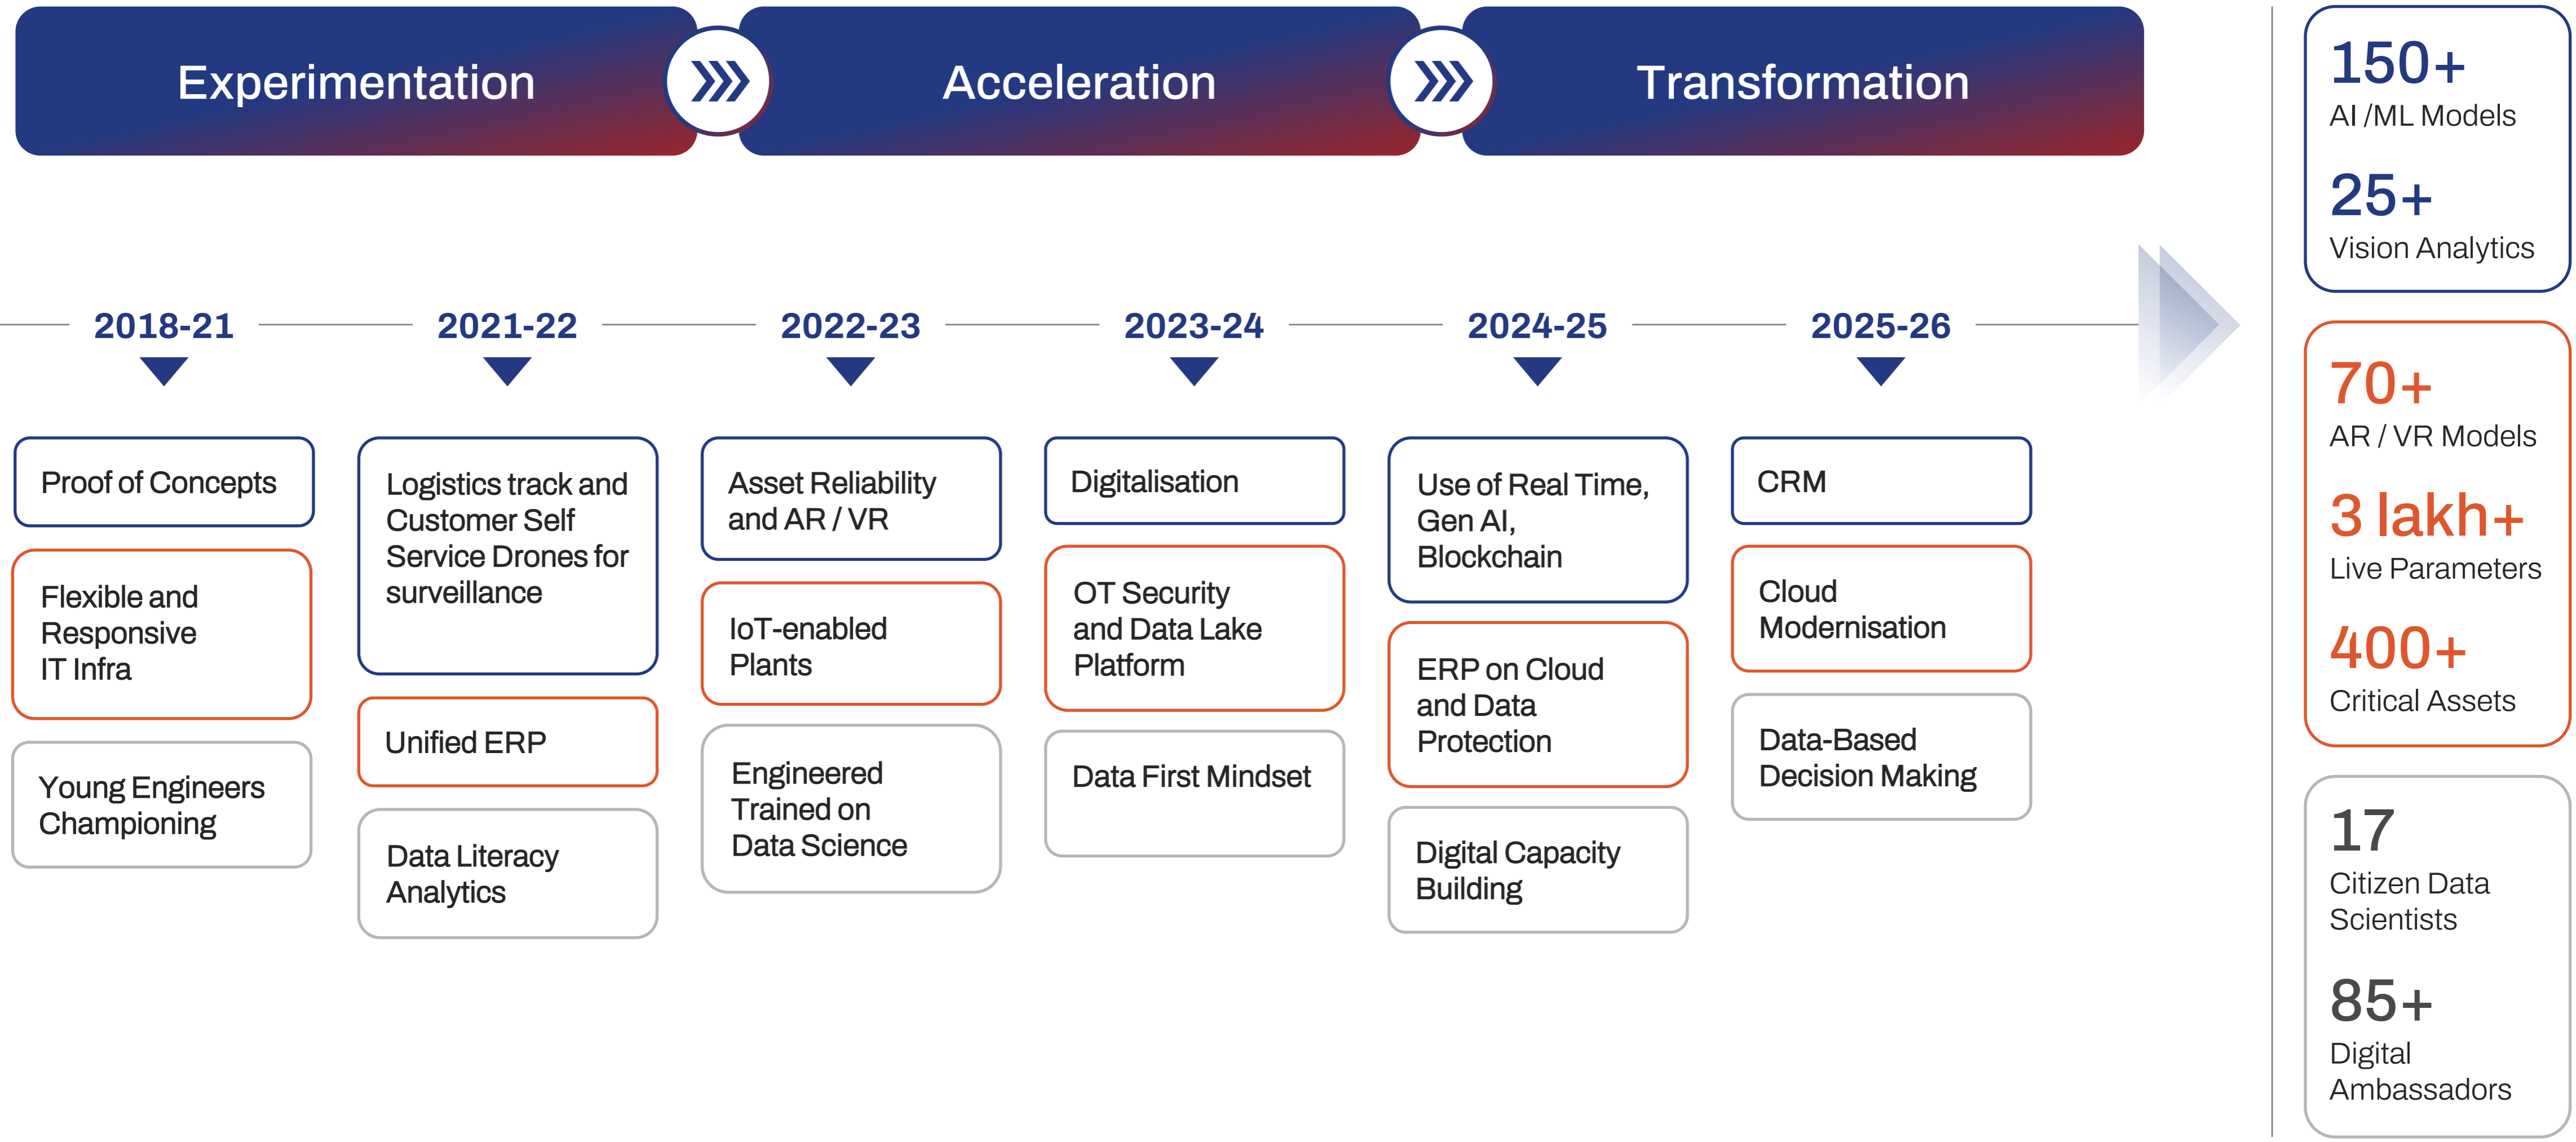 Experimentation
Acceleration
Transformation
2018-21
2021-22
2022-23
2023-24
2024-25
2025-26
Proof of Concepts
Flexible and
Responsive
IT Infra
Young Engineers
Championing
Logistics track and
Customer Self
Service Drones for
surveillance
Unified ERP
Data Literacy
Analytics
Asset Reliability
and AR / VR
IoT-enabled
Plants
Engineered
Trained on
Data Science
Digitalisation
OT Security
and Data Lake
Platform
Data First Mindset
Use of Real Time,
Gen AI,
Blockchain
ERP on Cloud
and Data
Protection
Digital Capacity
Building
CRM
Cloud
Modernisation
Data-Based
Decision Making
150+
AI /ML Models
25+
Vision Analytics
70+
AR / VR Models
3 lakh+
Live Parameters
400+
Critical Assets
17
Citizen Data
Scientists
85+
Digital
Ambassadors